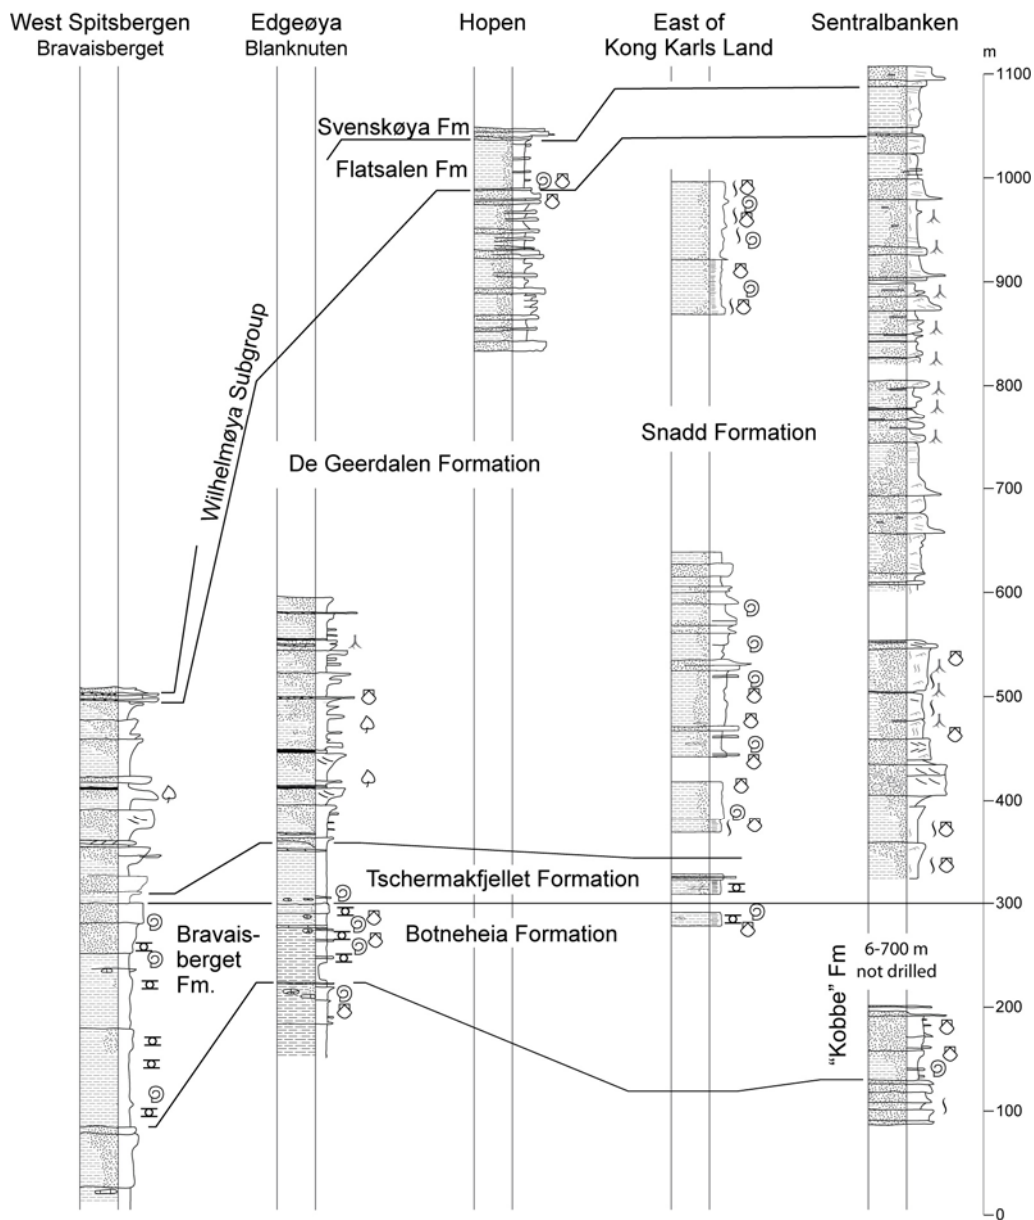 West Spitsbergen
Bravaisberget
Edgeøya
Blanknuten
Hopen
East of
Kong Karls Land
Sentralbanken
m
1100
Svenskøya Fm
Flatsalen Fm
1000
900
Wilhelmøya Subgroup
800
Snadd Formation
De Geerdalen Formation
700
600
500
400
Tschermakfjellet Formation
300
Bravais-
berget
Fm.
Botneheia Formation
"Kobbe" Fm
6-700 m
not drilled
200
100
0